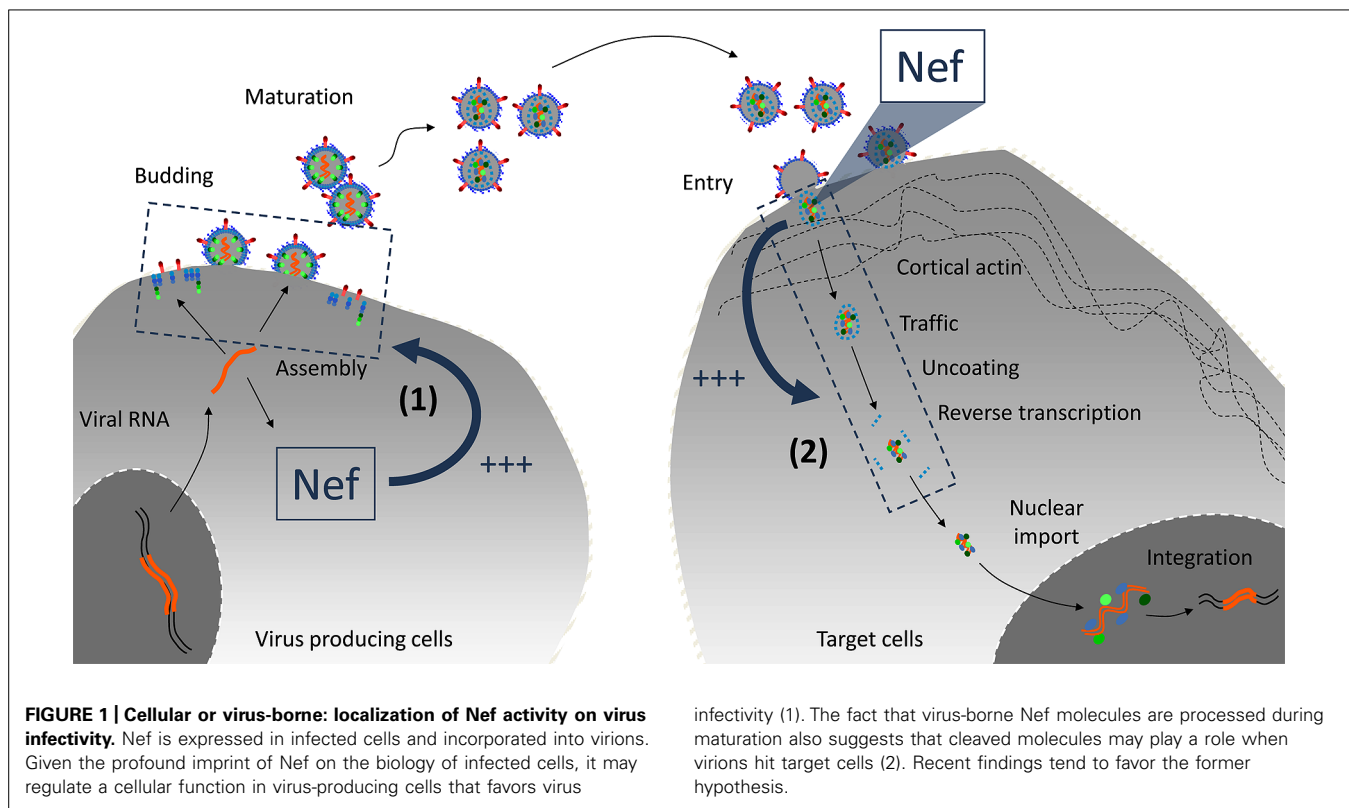 Maturation
Budding
Nef
Entry
Cortical actin
Traffic
Uncoating
Reverse transcription
+++
(2)
Assembly
(1)
Viral RNA
+++
Nef
Nuclear
import
Integration
Virus producing cells
Target cells
FIGURE 1 | Cellular or virus-borne: localization of Nef activity on virus
infectivity. Nef is expressed in infected cells and incorporated into virions.
Given the profound imprint of Nef on the biology of infected cells, it may
regulate a cellular function in virus-producing cells that favors virus
infectivity (1). The fact that virus-borne Nef molecules are processed during
maturation also suggests that cleaved molecules may play a role when
virions hit target cells (2). Recent findings tend to favor the former
hypothesis.